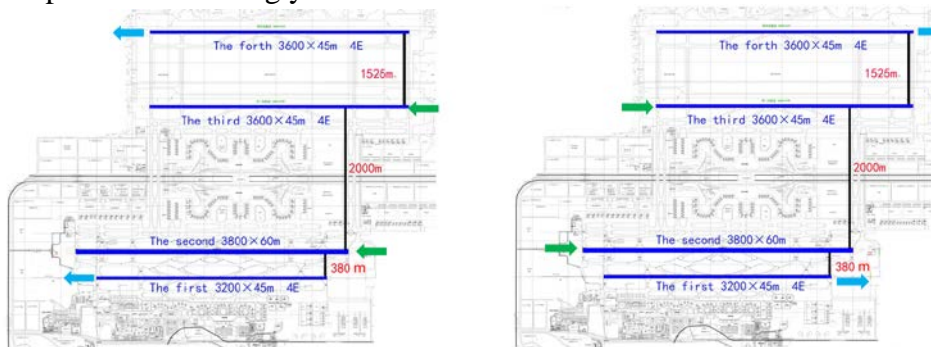 The forth 3600×45m 4E
1525m
The third 3600×45m 4E
2000m
The second 3800×60m
380 m
The first 3200×45m 4E
The forth 3600×45m 4E
1525m
The third 3600×45m 4E
2000m
The second 3800×60m
380 m
The first 3200×45m 4E